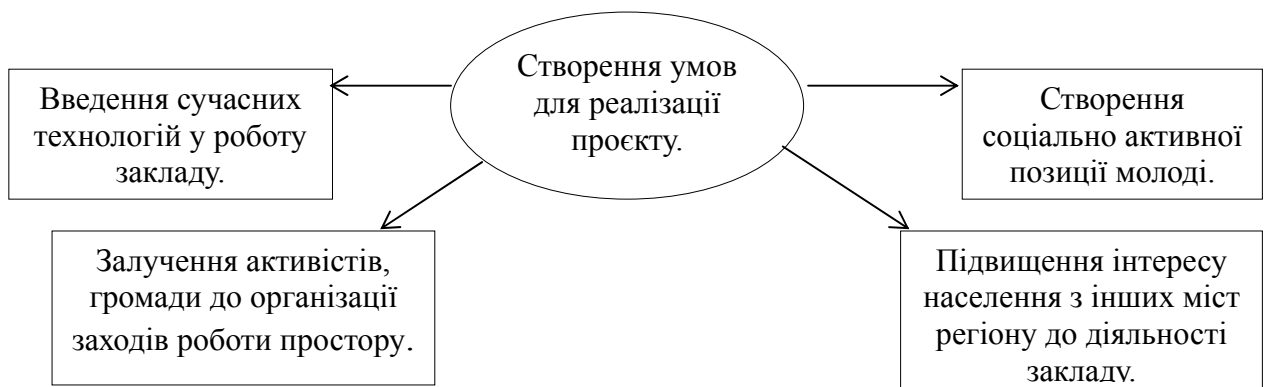 Створення умов
для реалізації
проєкту.
Введення сучасних
технологій у роботу
закладу.
Створення
соціально активної
позиції молоді.
Залучення активістів,
громади до організації
заходів роботи простору.
Підвищення інтересу
населення з інших міст
регіону до діяльності
закладу.